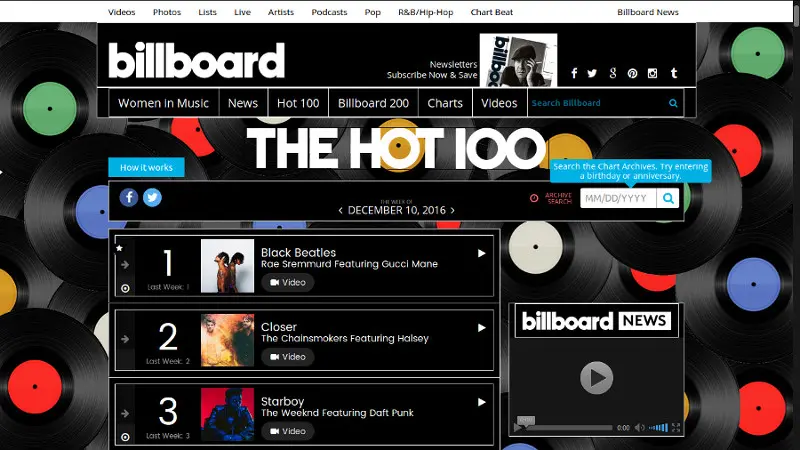 Videos Photos Lists Live Artists Podcasts Pop R&B/Hip-Hop Chart Beat Billboard News
billboard
Newsletters
Subscribe Now & Save
billboard
Women in Music News Hot 100 Billboard 200 Charts Videos Search Billboard
THE HOT 100
How it works
Search the Chart Archives. Try entering
a birthday or anniversary.
THE WEEK OF
DECEMBER 10, 2016
ARCHIVE
SEARCH
MM/DD/YYYY
1
Last Week: 1
Black Beatles
Rae Sremmurd Featuring Gucci Mane
Video
2
Last Week: 2
Closer
The Chainsmokers Featuring Halsey
Video
3
Last Week: 3
Starboy
The Weeknd Featuring Daft Punk
Video
billboard NEWS
0:00